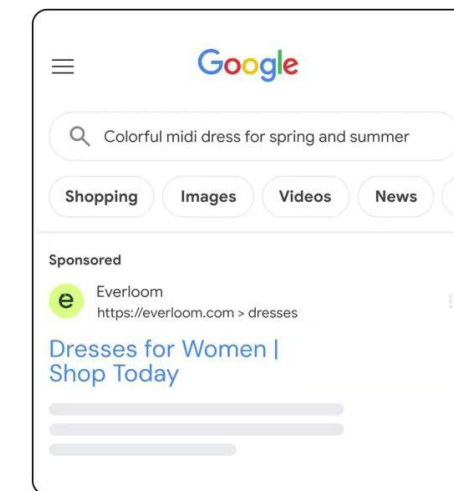 Google
Colorful midi dress for spring and summer
Shopping Images Videos News
Sponsored
e
Everloom
https://everloom.com > dresses
Dresses for Women |
Shop Today